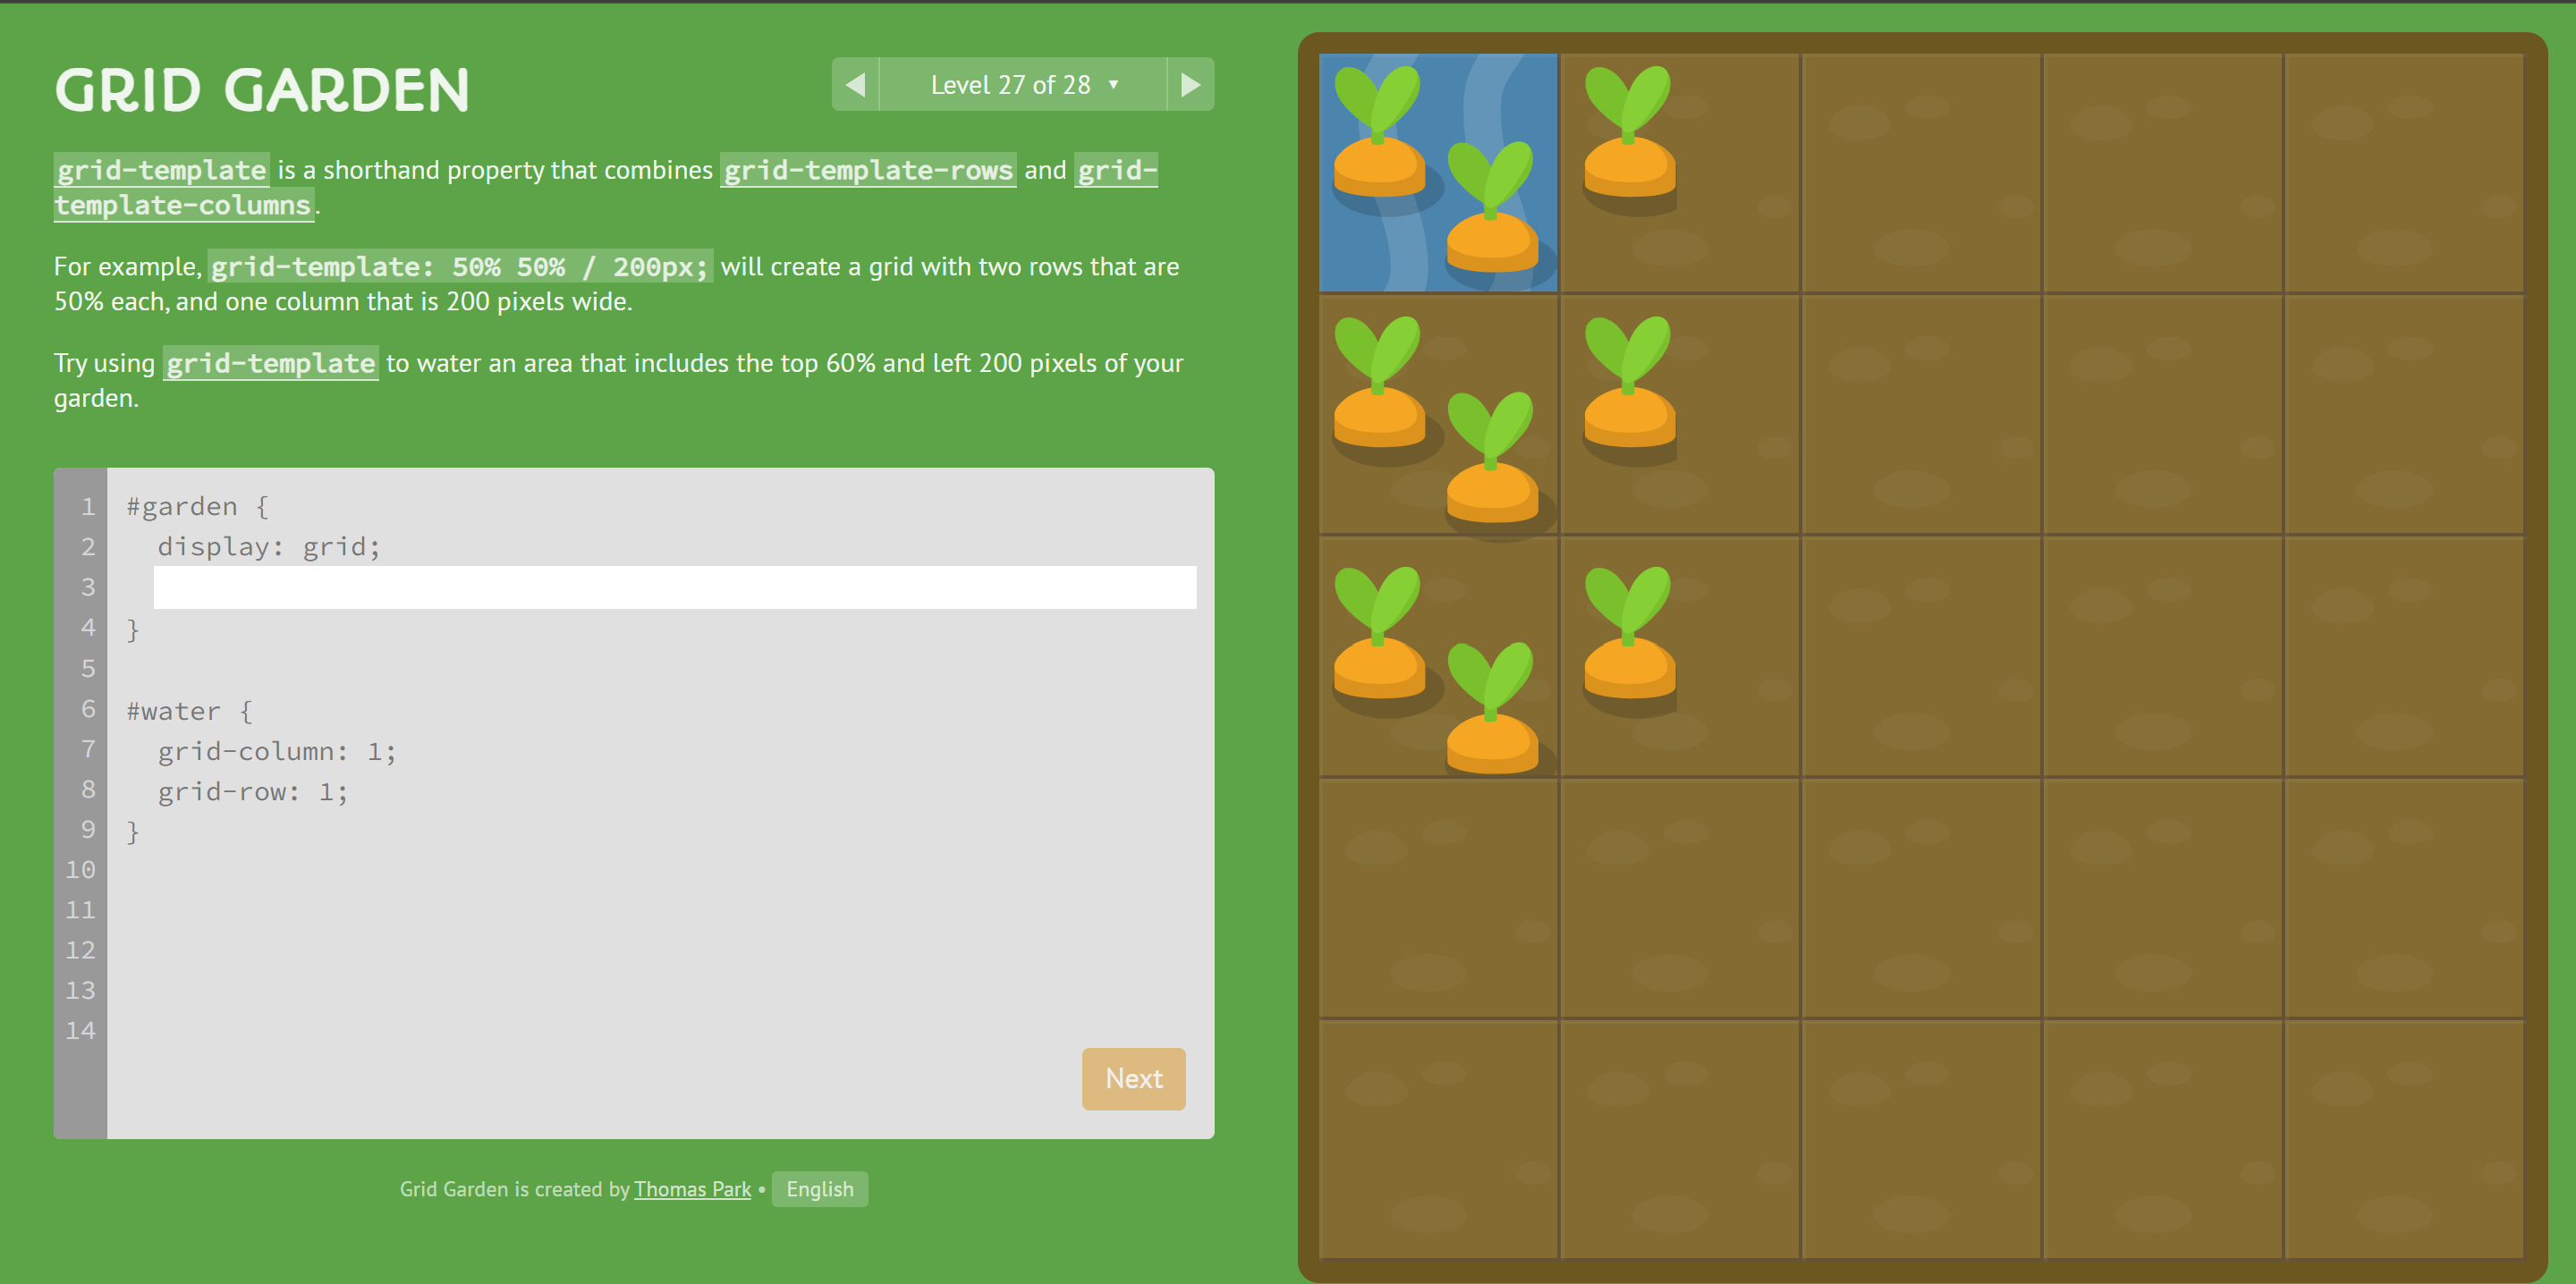 GRID GARDEN
◀ Level 27 of 28 ▼ ▶
grid-template is a shorthand property that combines grid-template-rows and grid-
template-columns.
For example, grid-template: 50% 50% / 200px; will create a grid with two rows that are
50% each, and one column that is 200 pixels wide.
Try using grid-template to water an area that includes the top 60% and left 200 pixels of your
garden.
1 #garden {
2 display: grid;
3
4 }
5
6 #water {
7 grid-column: 1;
8 grid-row: 1;
9 }
10
11
12
13
14
Next
Grid Garden is created by Thomas Park • English